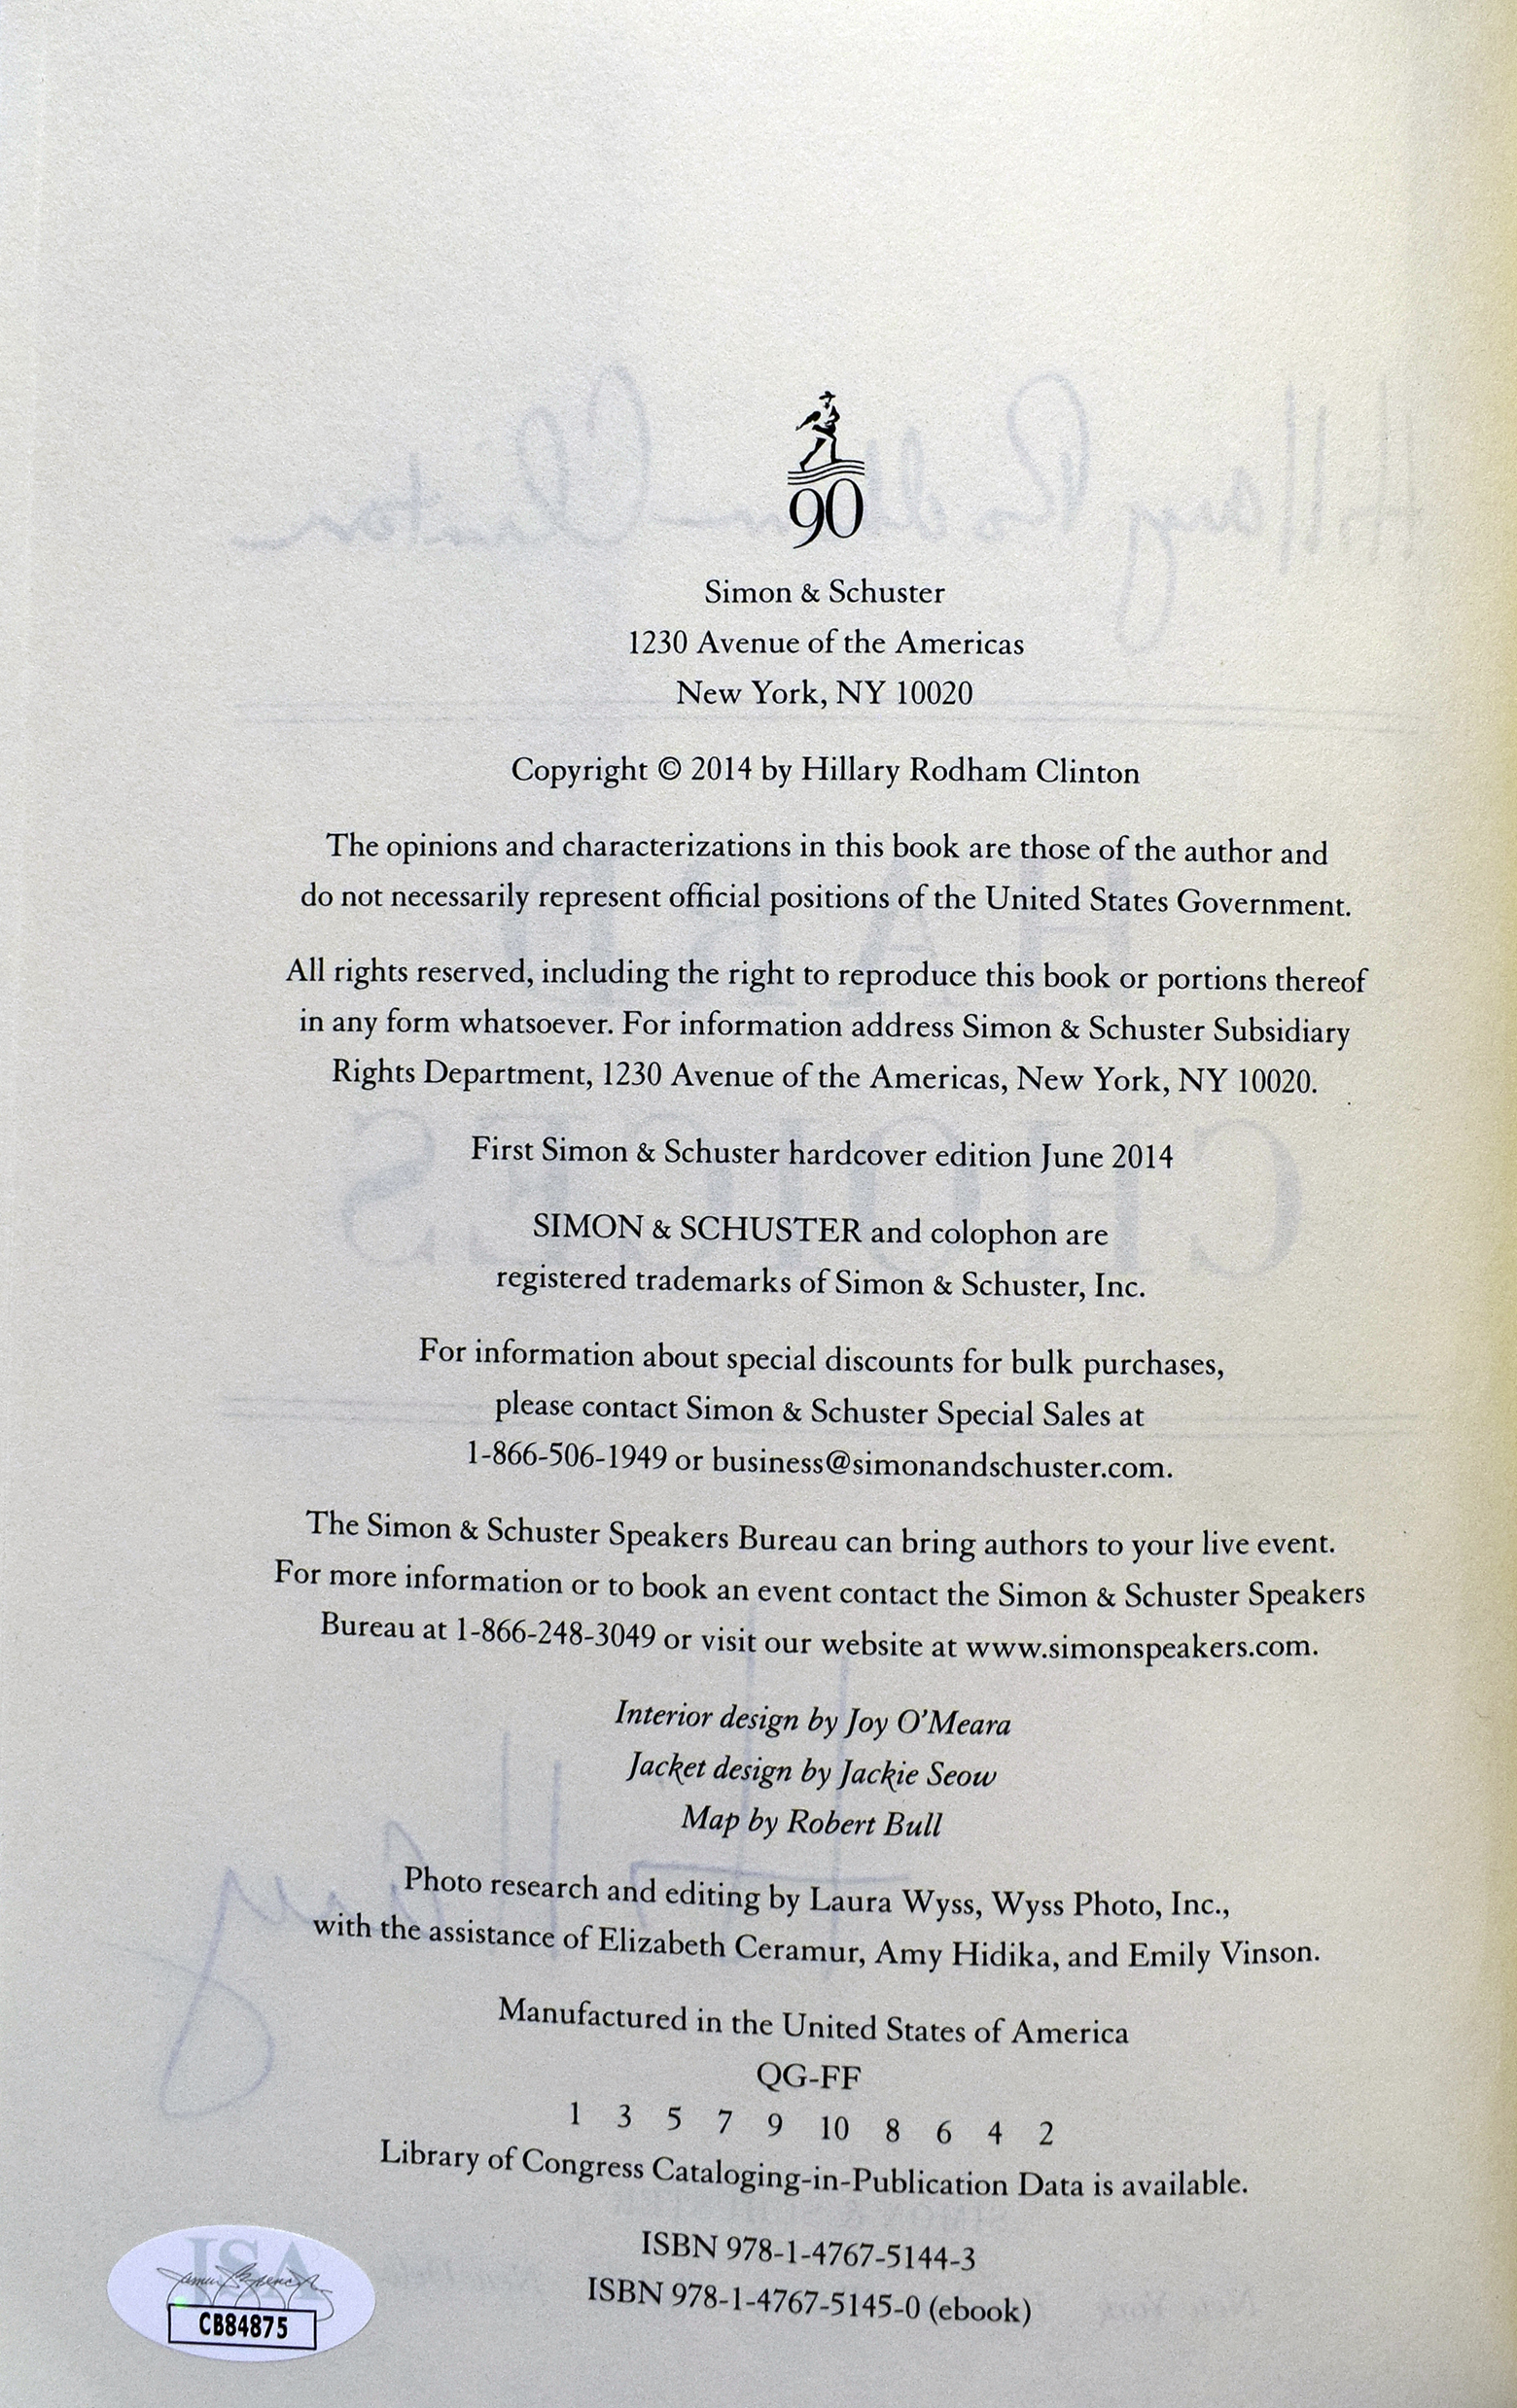 90
Simon & Schuster
1230 Avenue of the Americas
New York, NY 10020
Copyright © 2014 by Hillary Rodham Clinton
The opinions and characterizations in this book are those of the author and
do not necessarily represent official positions of the United States Government.
All rights reserved, including the right to reproduce this book or portions thereof
in any form whatsoever. For information address Simon & Schuster Subsidiary
Rights Department, 1230 Avenue of the Americas, New York, NY 10020.
First Simon & Schuster hardcover edition June 2014
SIMON & SCHUSTER and colophon are
registered trademarks of Simon & Schuster, Inc.
For information about special discounts for bulk purchases,
please contact Simon & Schuster Special Sales at
1-866-506-1949 or business@simonandschuster.com.
The Simon & Schuster Speakers Bureau can bring authors to your live event.
For more information or to book an event contact the Simon & Schuster Speakers
Bureau at 1-866-248-3049 or visit our website at www.simonspeakers.com.
Interior design by Joy O'Meara
Jacket design by Jackie Seow
Map by Robert Bull
Photo research and editing by Laura Wyss, Wyss Photo, Inc.,
with the assistance of Elizabeth Ceramur, Amy Hidika, and Emily Vinson.
Manufactured in the United States of America
QG-FF
1 3 5 7 9 10 8 6 4 2
Library of Congress Cataloging-in-Publication Data is available.
ISBN 978-1-4767-5144-3
ISBN 978-1-4767-5145-0 (ebook)
JSA
CB84875